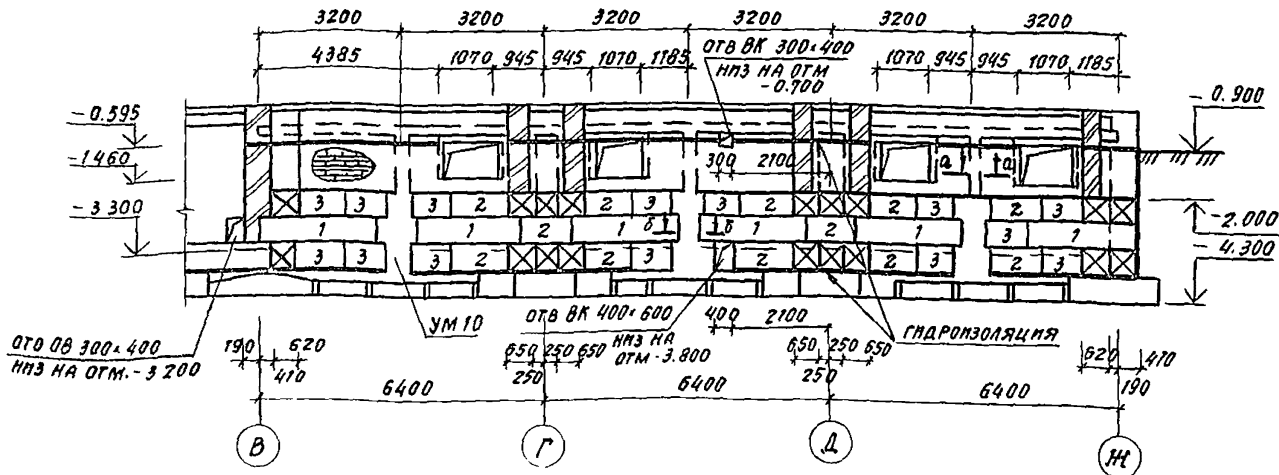 3200 3200 3200 3200 3200 3200
4385 1070 945 945 1070 1185 1070 945 945 1070 1185
ОТВ ВК 300×400
НИЗ НА ОТМ
-0.700
-0.595
-1460
-3.300
-0.900
-2.000
-4.300
300 2100
а а
3 3 3 2 2 3 3 2 2 3 2 3
1 1 2 1 б б 1 2 1 3 1
3 3 3 2 2 3 2 2 3 2 3
УМ 10
ОТВ ОВ 300×400
НИЗ НА ОТМ. -3 200
ОТВ ВК 400×600
НИЗ НА
ОТМ -3.800
400 2100
ГИДРОИЗОЛЯЦИЯ
190 620 650 250 650 650 250 650 620 470
410 250 250 190
6400 6400 6400
В Г Д Ж